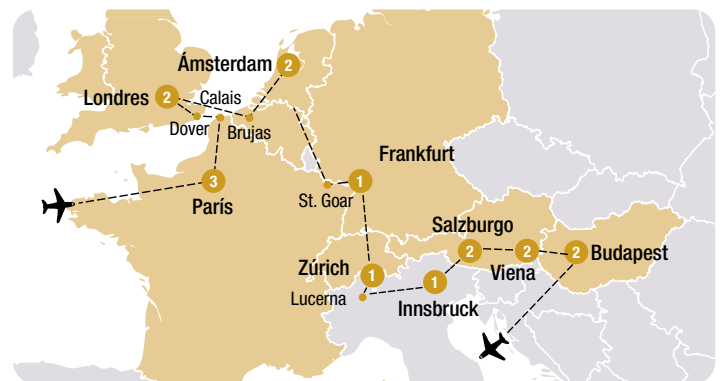 Ámsterdam 2
Londres 2
Calais
Dover
Brujas
Frankfurt
1
3
St. Goar
París
Salzburgo
2
2
2 Budapest
Viena
Zúrich 1
1
Lucerna
Innsbruck